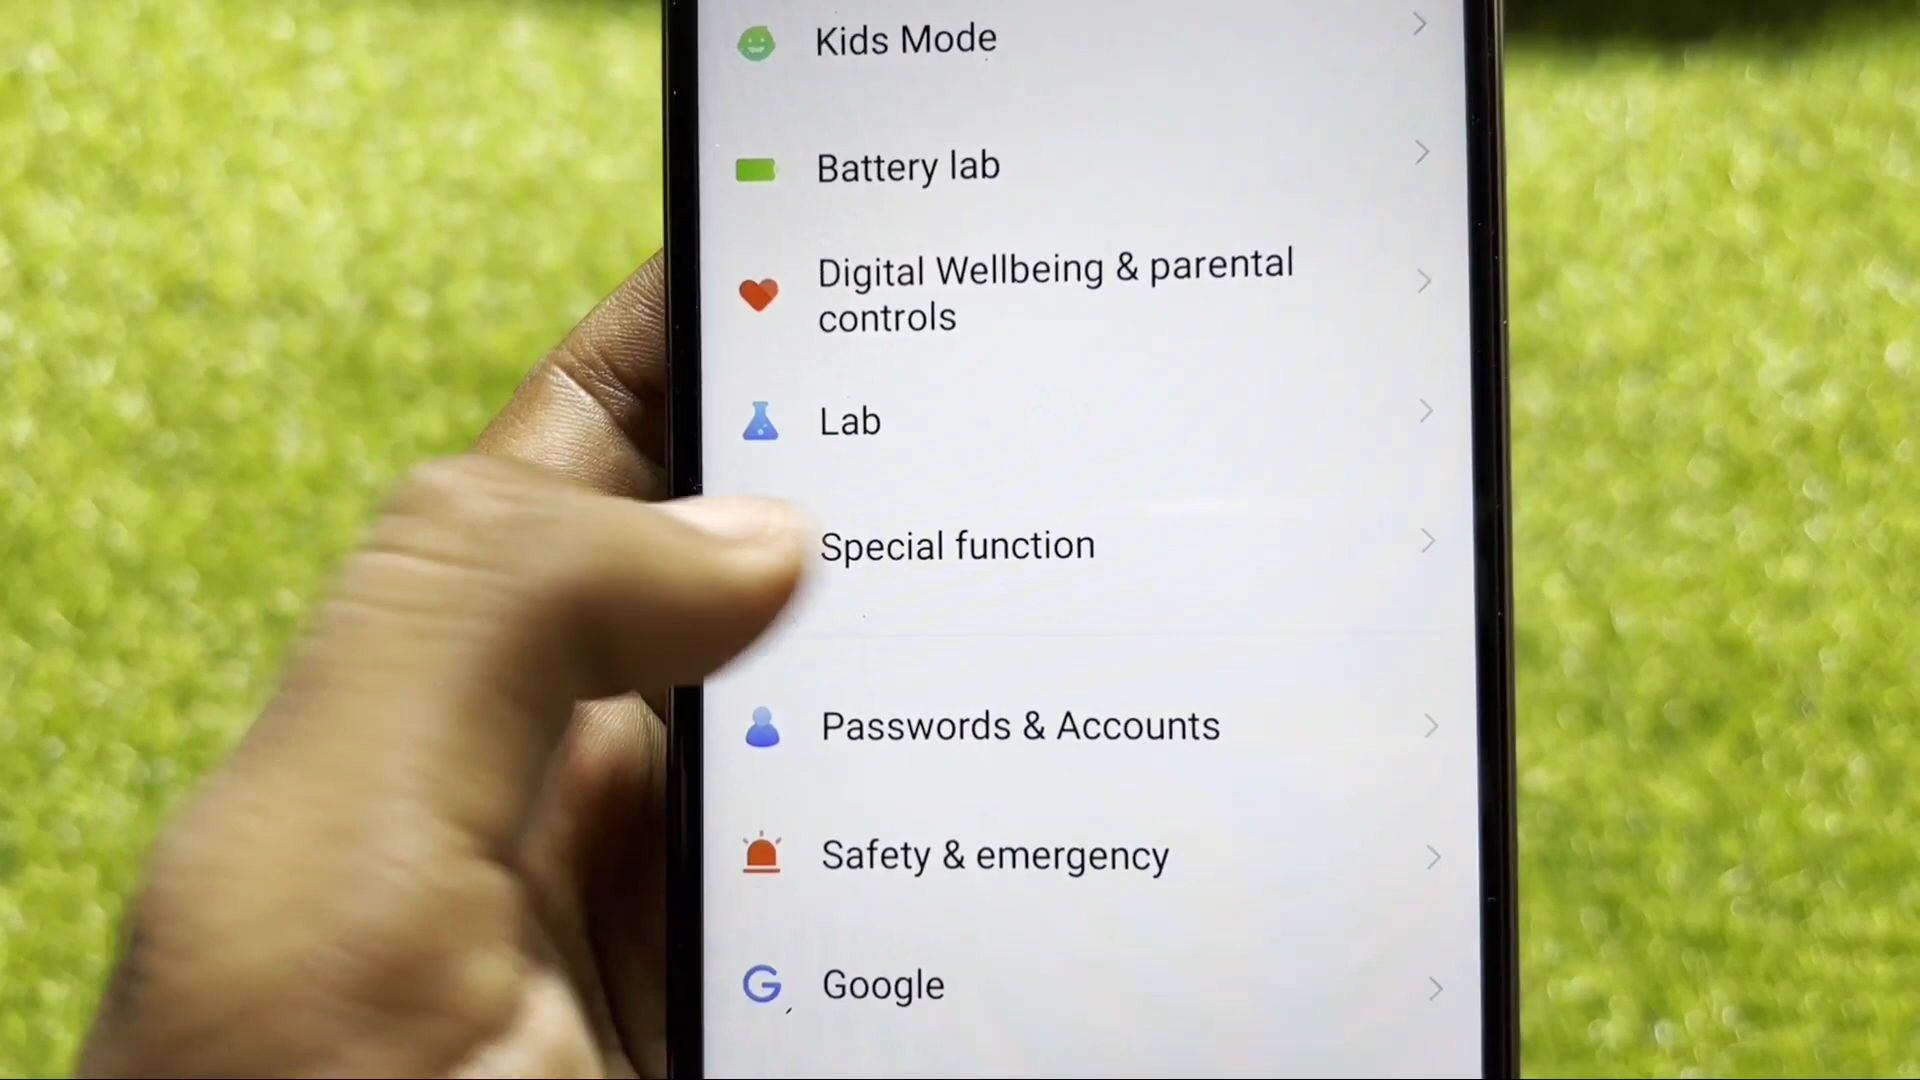 Kids Mode
Battery lab
Digital Wellbeing & parental
controls
Lab
Special function
Passwords & Accounts
Safety & emergency
Google